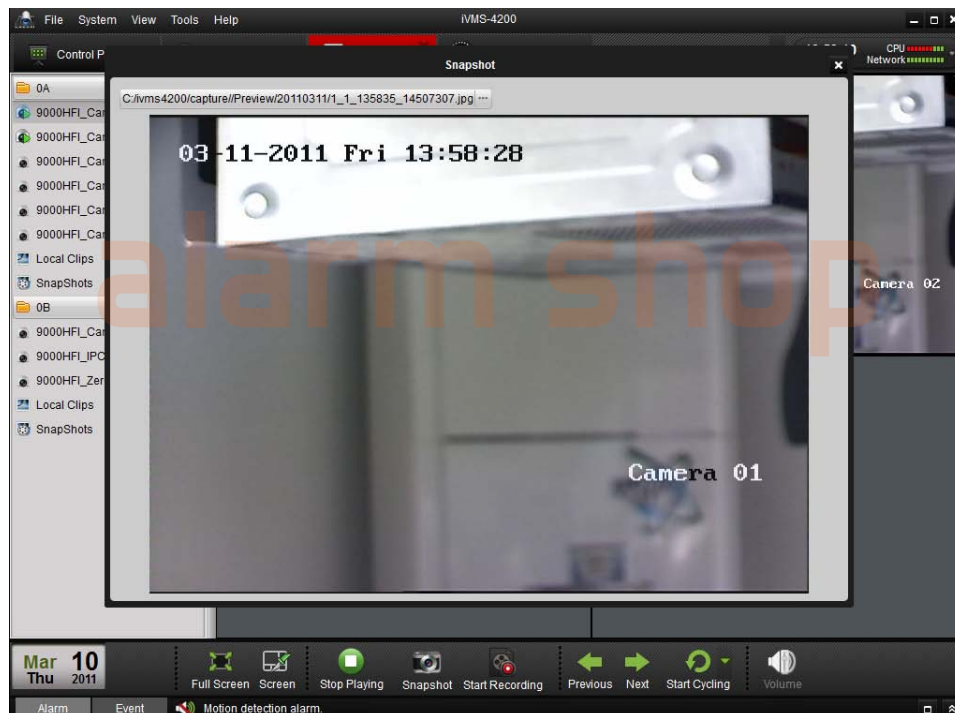 File System View Tools Help
iVMS-4200
Control P
CPU
Network
Snapshot
C:/ivms4200/capture//Preview/20110311/1_1_135835_14507307.jpg ...
0A
9000HFI_Car
9000HFI_Car
9000HFI_Car
9000HFI_Car
9000HFI_Car
9000HFI_Car
Local Clips
SnapShots
0B
9000HFI_Car
9000HFI_IPC
9000HFI_Zer
Local Clips
SnapShots
03-11-2011 Fri 13:58:28
alarm shop
Camera 01
Camera 02
Mar 10
Thu 2011
Full Screen
Screen
Stop Playing
Snapshot
Start Recording
Previous
Next
Start Cycling
Volume
Alarm
Event
Motion detection alarm.